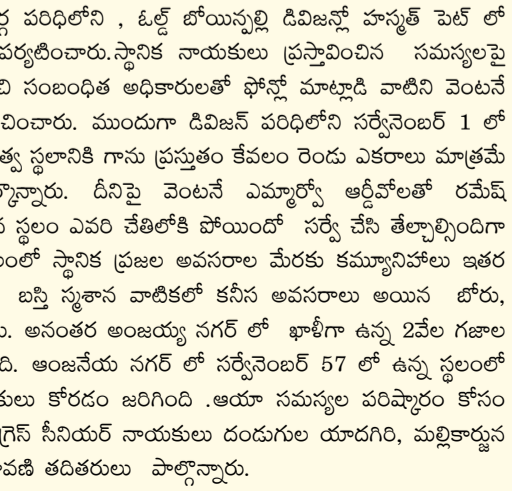 ర్గ పరిధిలోని , ఓల్డ్ బోయిన్పల్లి డివిజన్లో హస్మత్ పెట్ లో
పర్యటించారు.స్థానిక నాయకులు ప్రస్తావించిన సమస్యలపై
చి సంబంధిత అధికారులతో ఫోన్లో మాట్లాడి వాటిని వెంటనే
చించారు. ముందుగా డివిజన్ పరిధిలోని సర్వేనెంబర్ 1 లో
త్వ స్థలానికి గాను ప్రస్తుతం కేవలం రెండు ఎకరాలు మాత్రమే
ర్కొన్నారు. దీనిపై వెంటనే ఎమ్మార్వో ఆర్డీవోలతో రమేష్
న స్థలం ఎవరి చేతిలోకి పోయిందో సర్వే చేసి తేల్చాల్సిందిగా
లంలో స్థానిక ప్రజల అవసరాల మేరకు కమ్యూనిహాలు ఇతర
బస్తి స్మశాన వాటికలో కనీస అవసరాలు అయిన బోరు,
ు. అనంతర అంజయ్య నగర్ లో ఖాళీగా ఉన్న 2వేల గజాల
ది. ఆంజనేయ నగర్ లో సర్వేనెంబర్ 57 లో ఉన్న స్థలంలో
కులు కోరడం జరిగింది .ఆయా సమస్యల పరిష్కారం కోసం
గ్రెస్ సీనియర్ నాయకులు దండుగుల యాదగిరి, మల్లికార్జున
ావణి తదితరులు పాల్గొన్నారు.